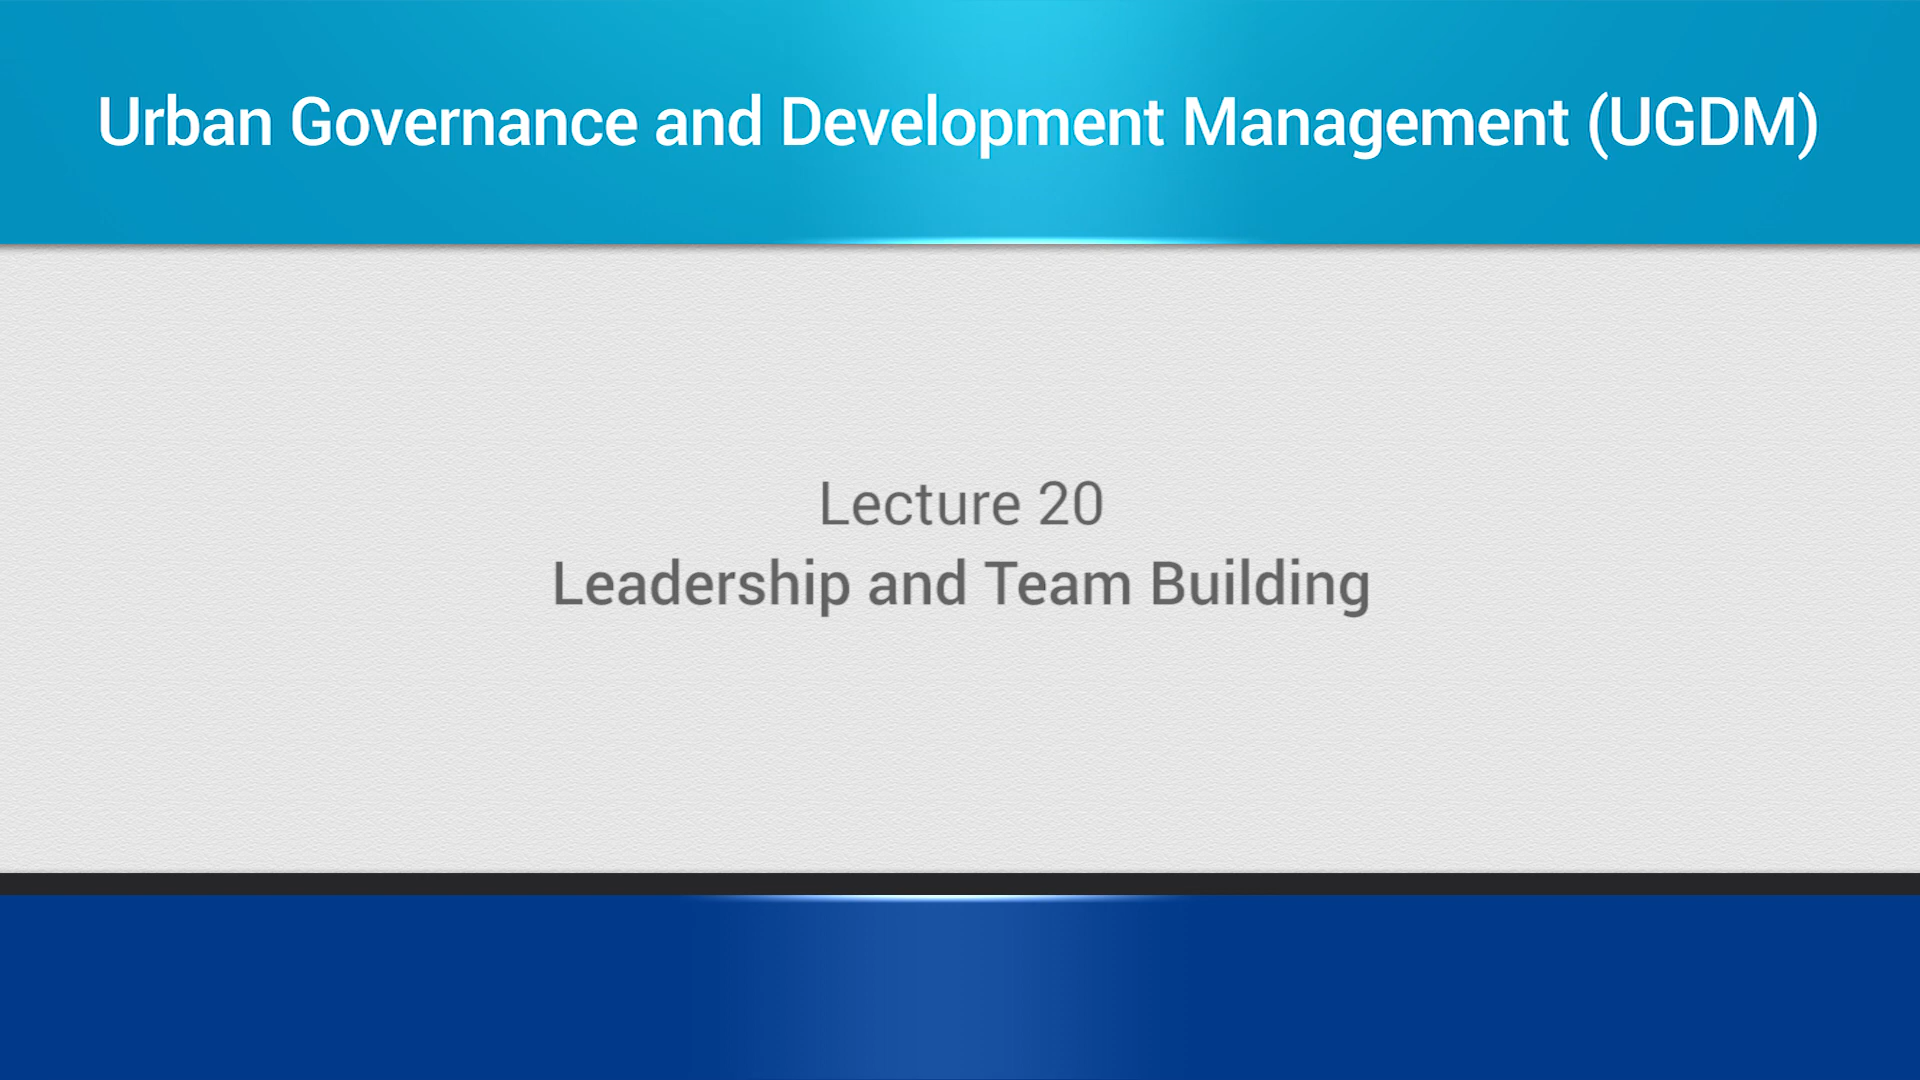 Urban Governance and Development Management (UGDM)
Lecture 20
Leadership and Team Building